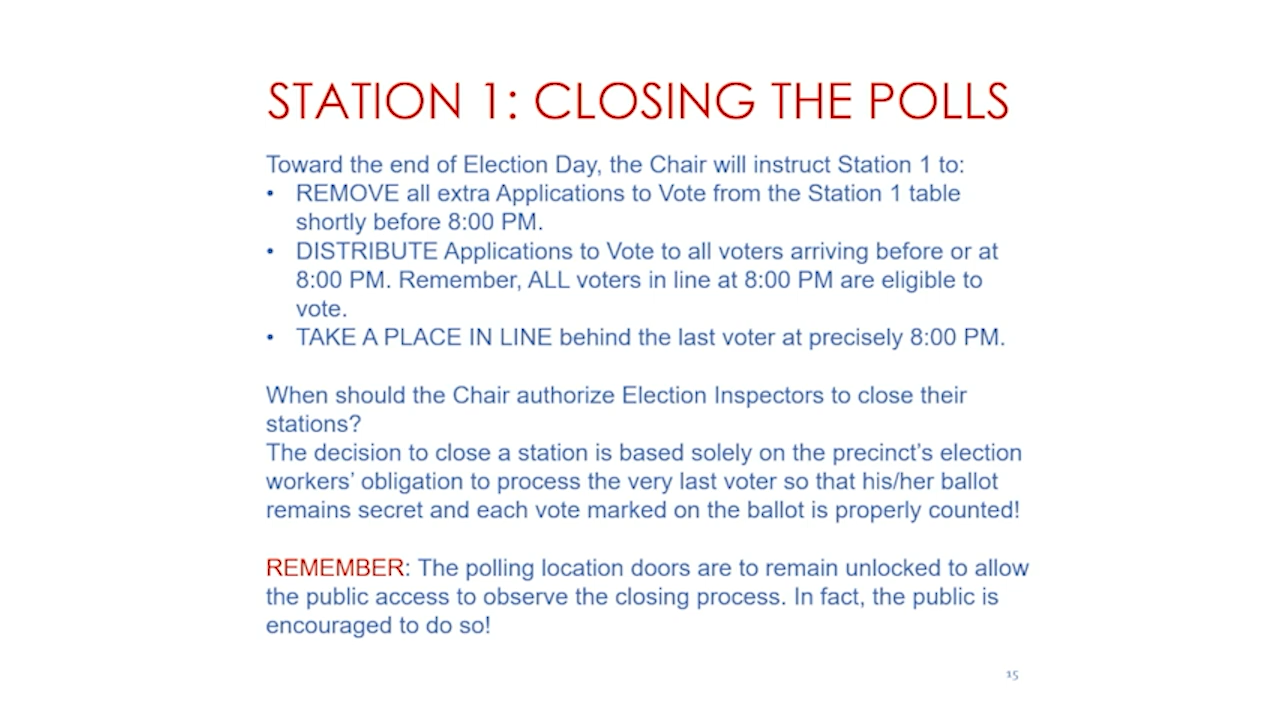 STATION 1: CLOSING THE POLLS
Toward the end of Election Day, the Chair will instruct Station 1 to:
• REMOVE all extra Applications to Vote from the Station 1 table
shortly before 8:00 PM.
• DISTRIBUTE Applications to Vote to all voters arriving before or at
8:00 PM. Remember, ALL voters in line at 8:00 PM are eligible to
vote.
• TAKE A PLACE IN LINE behind the last voter at precisely 8:00 PM.
When should the Chair authorize Election Inspectors to close their
stations?
The decision to close a station is based solely on the precinct’s election
workers’ obligation to process the very last voter so that his/her ballot
remains secret and each vote marked on the ballot is properly counted!
REMEMBER: The polling location doors are to remain unlocked to allow
the public access to observe the closing process. In fact, the public is
encouraged to do so!
15